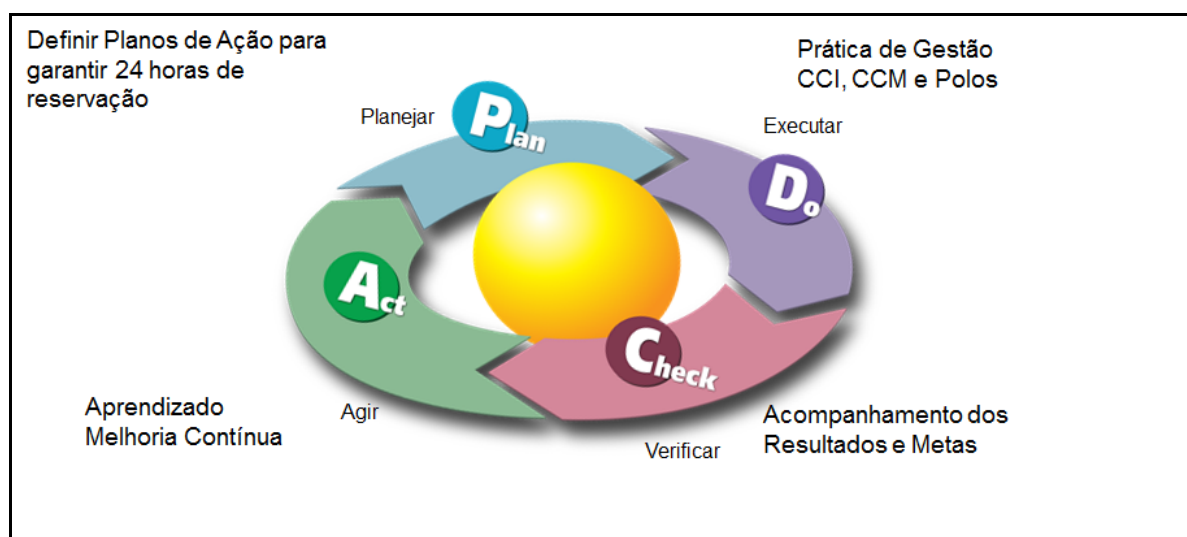 Definir Planos de Ação para
garantir 24 horas de
reservação
Planejar
Plan
Prática de Gestão
CCI, CCM e Polos
Executar
Do
Act
Check
Aprendizado
Melhoria Contínua
Agir
Verificar
Acompanhamento dos
Resultados e Metas